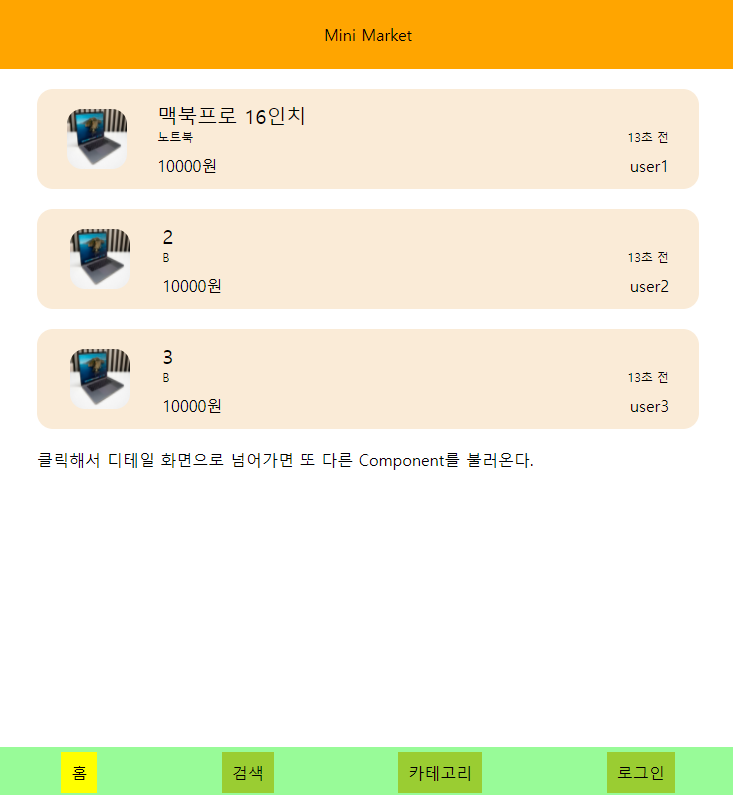 Mini Market
맥북프로 16인치
노트북
13초 전
10000원
user1
2
B
13초 전
10000원
user2
3
B
13초 전
10000원
user3
클릭해서 디테일 화면으로 넘어가면 또 다른 Component를 불러온다.
홈
검색
카테고리
로그인